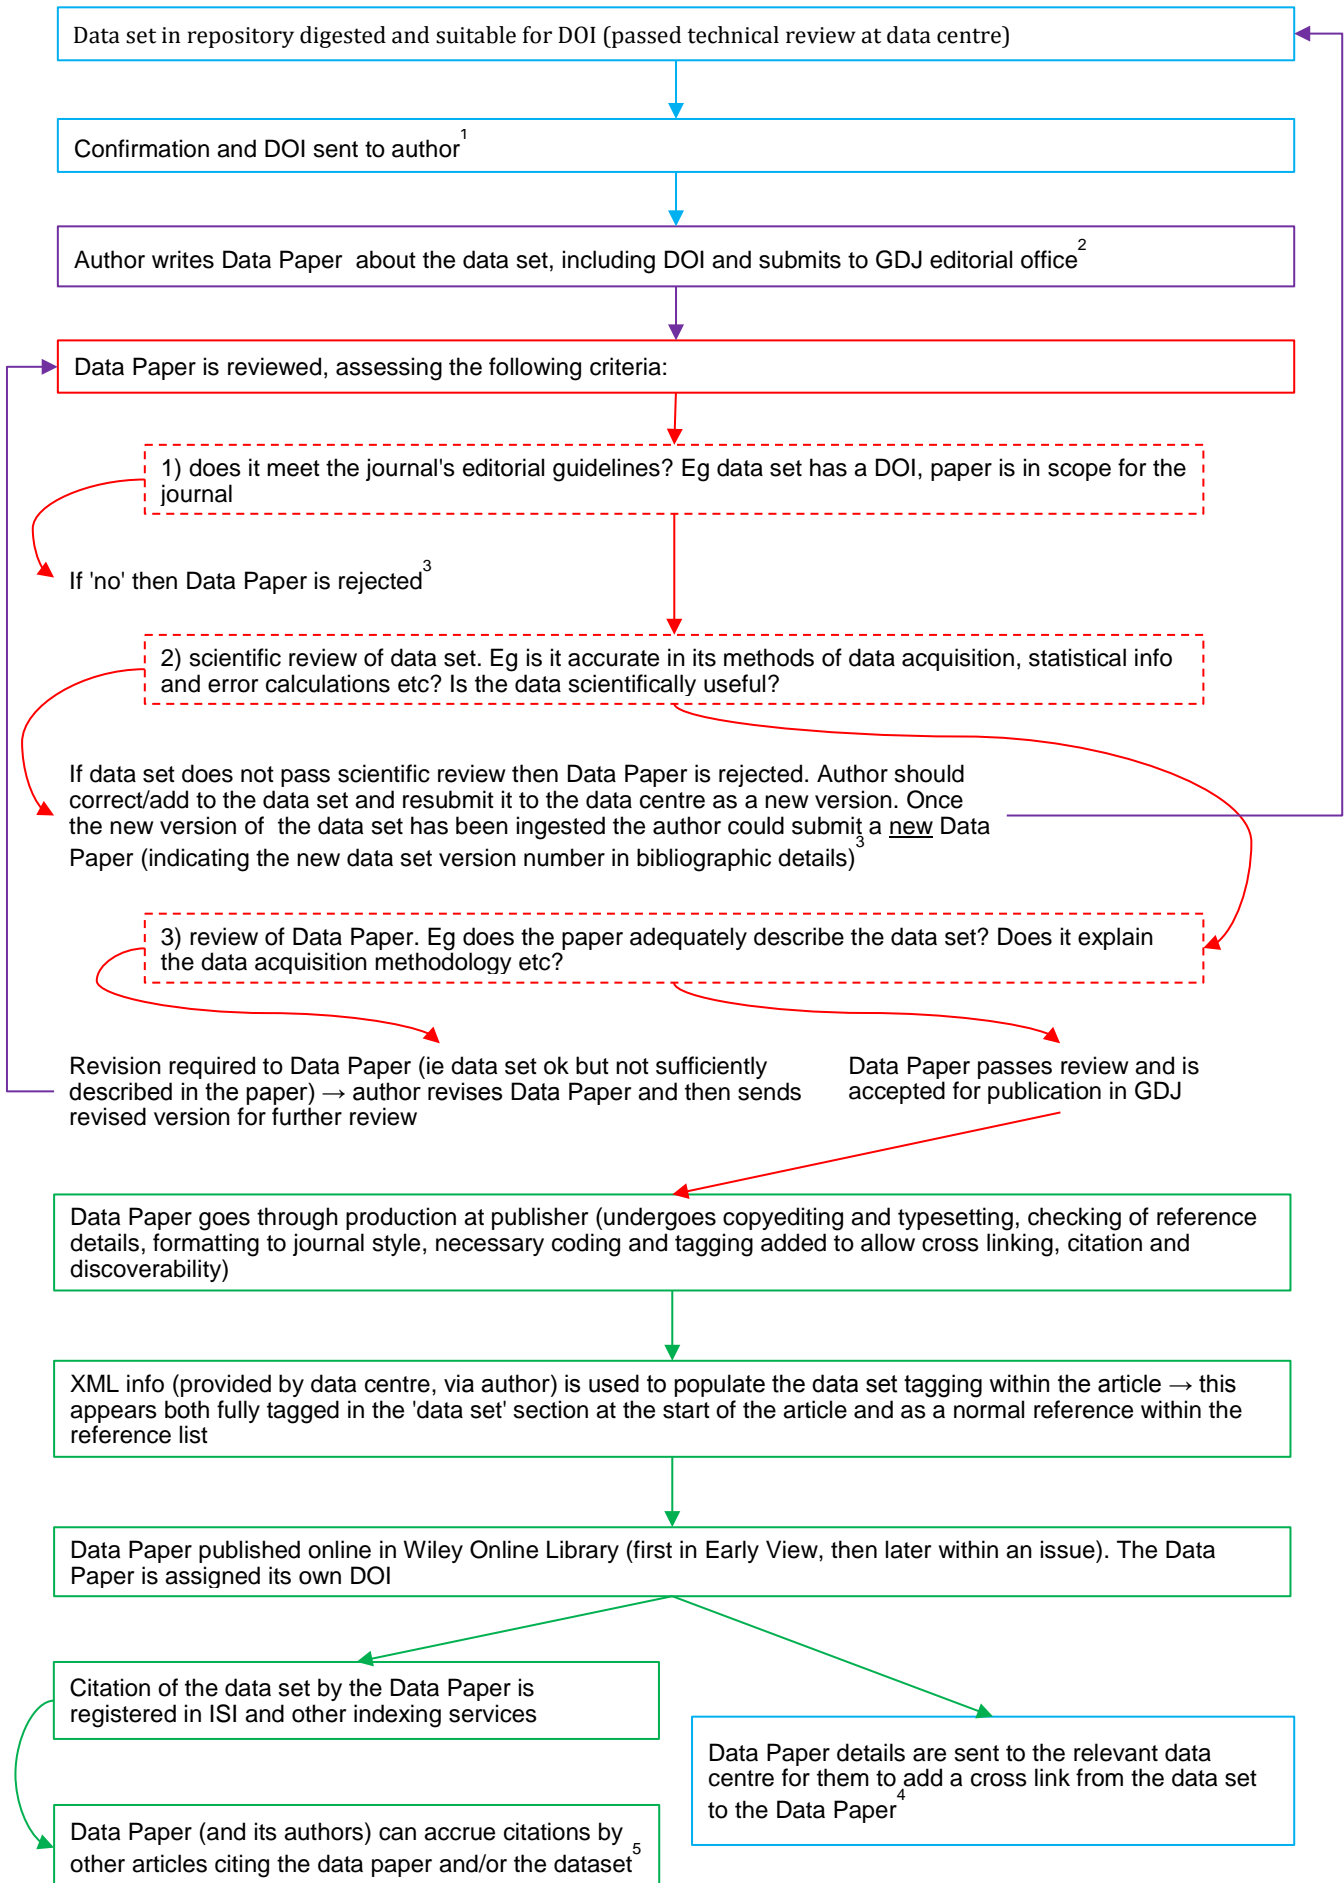 Data set in repository digested and suitable for DOI (passed technical review at data centre)
Confirmation and DOI sent to author1
Author writes Data Paper  about the data set, including DOI and submits to GDJ editorial office2
Data Paper is reviewed, assessing the following criteria:
1) does it meet the journal's editorial guidelines? Eg data set has a DOI, paper is in scope for the
journal
If 'no' then Data Paper is rejected3
2) scientific review of data set. Eg is it accurate in its methods of data acquisition, statistical info
and error calculations etc? Is the data scientifically useful?
If data set does not pass scientific review then Data Paper is rejected. Author should
correct/add to the data set and resubmit it to the data centre as a new version. Once
the new version of  the data set has been ingested the author could submit a new Data
Paper (indicating the new data set version number in bibliographic details)3
3) review of Data Paper. Eg does the paper adequately describe the data set? Does it explain
the data acquisition methodology etc?
Revision required to Data Paper (ie data set ok but not sufficiently
described in the paper) → author revises Data Paper and then sends
revised version for further review
Data Paper passes review and is
accepted for publication in GDJ
Data Paper goes through production at publisher (undergoes copyediting and typesetting, checking of reference
details, formatting to journal style, necessary coding and tagging added to allow cross linking, citation and
discoverability)
XML info (provided by data centre, via author) is used to populate the data set tagging within the article → this
appears both fully tagged in the 'data set' section at the start of the article and as a normal reference within the
reference list
Data Paper published online in Wiley Online Library (first in Early View, then later within an issue). The Data
Paper is assigned its own DOI
Citation of the data set by the Data Paper is
registered in ISI and other indexing services
Data Paper details are sent to the relevant data
centre for them to add a cross link from the data set
to the Data Paper4
Data Paper (and its authors) can accrue citations by
other articles citing the data paper and/or the dataset5